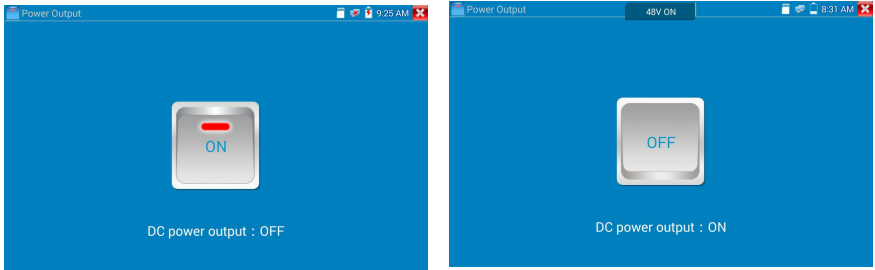 Power Output
9:25 AM
ON
DC power output : OFF
Power Output
48V ON
8:31 AM
OFF
DC power output : ON